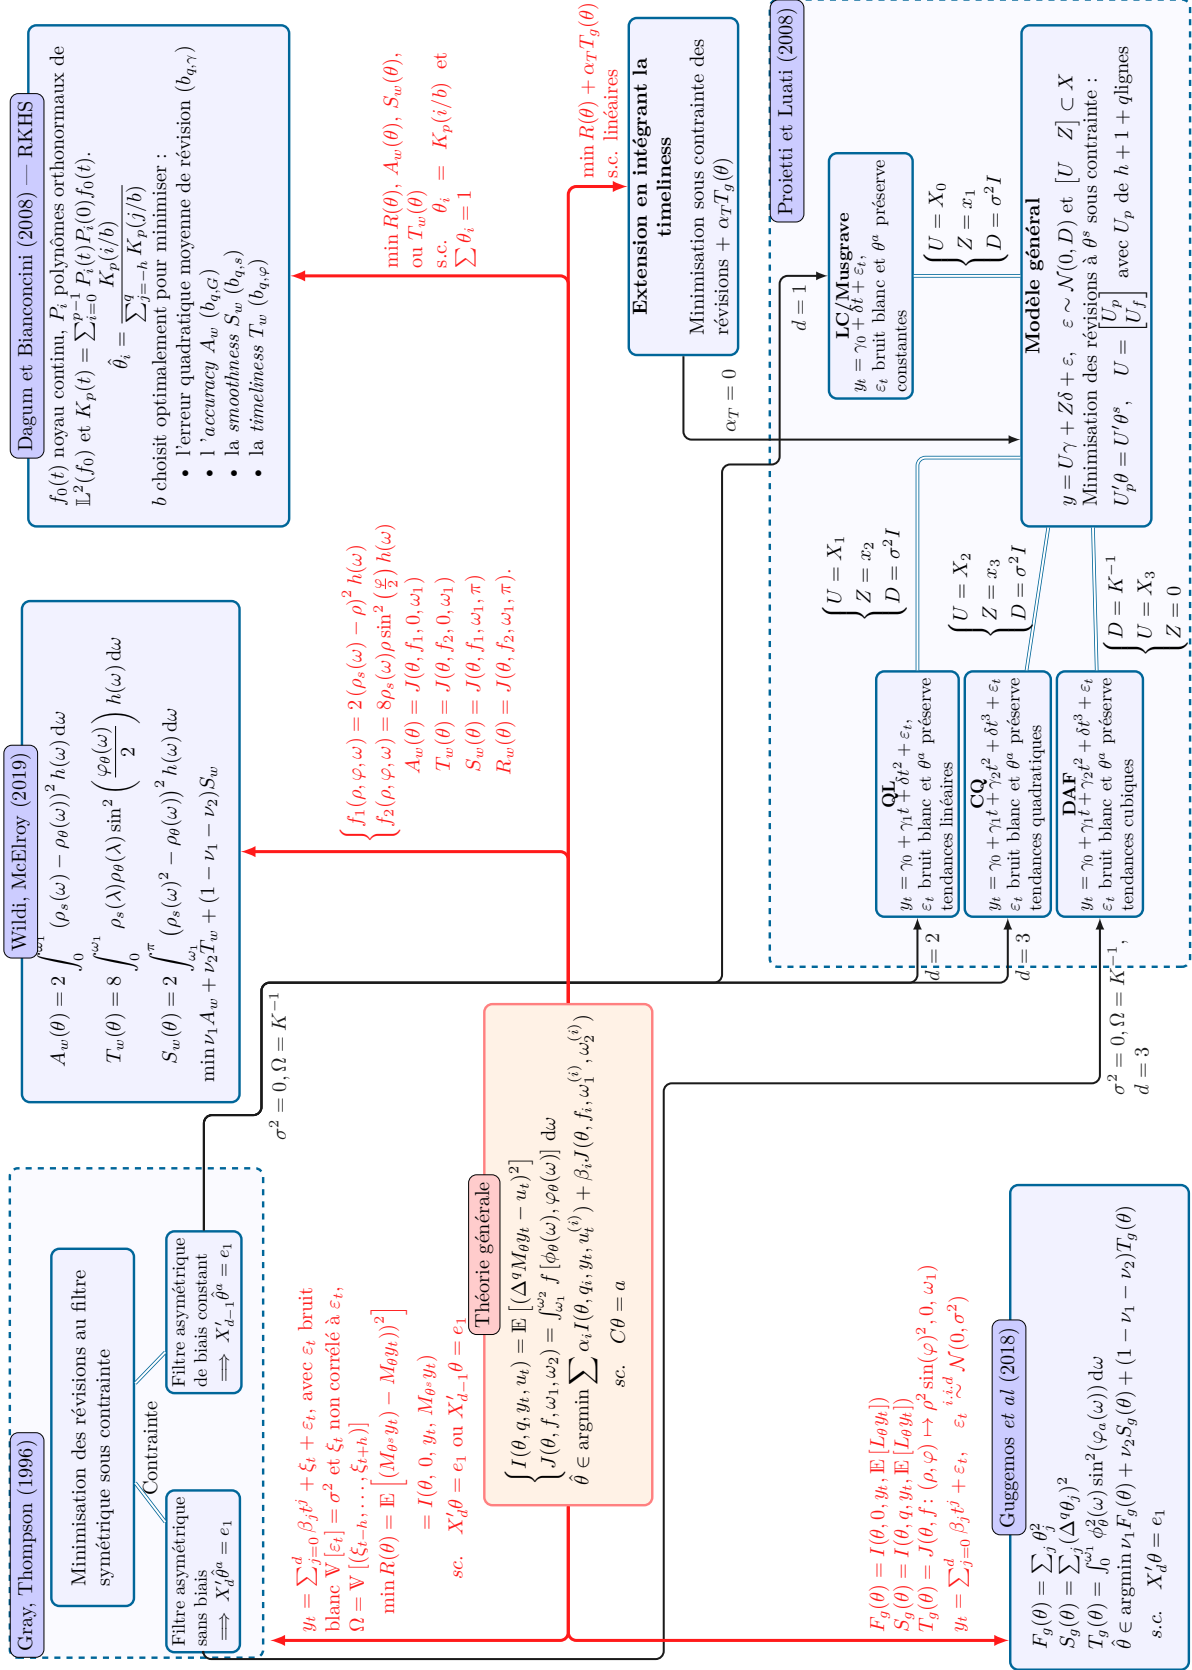 Gray, Thompson (1996)
Minimisation des révisions au filtre
symétrique sous contrainte
Contrainte
Filtre asymétrique
sans biais
⟹ X′_d θ̂^a = e_1
Filtre asymétrique
de biais constant
⟹ X′_{d−1} θ̂^a = e_1
σ² = 0, Ω = K^{−1}
Wildi, McElroy (2019)
A_w(θ) = 2 ∫_0^{ω_1} (ρ_s(ω) − ρ_θ(ω))² h(ω) dω
T_w(θ) = 8 ∫_0^{ω_1} ρ_s(λ)ρ_θ(λ) sin² (φ_θ(ω)/2) h(ω) dω
S_w(θ) = 2 ∫_{ω_1}^π (ρ_s(ω)² − ρ_θ(ω))² h(ω) dω
min ν_1 A_w + ν_2 T_w + (1 − ν_1 − ν_2)S_w
Dagum et Bianconcini (2008) — RKHS
f_0(t) noyau continu, P_i polynômes orthonormaux de
𝕃²(f_0) et K_p(t) = ∑_{i=0}^{p−1} P_i(t)P_i(0)f_0(t).
θ̂_i = K_p(i/b) / ∑_{j=−h}^q K_p(j/b)
b choisit optimalement pour minimiser :
• l'erreur quadratique moyenne de révision (b_{q,γ})
• l 'accuracy A_w (b_{q,G})
• la smoothness S_w (b_{q,s})
• la timeliness T_w (b_{q,φ})
y_t = ∑_{j=0}^d β_j t^j + ξ_t + ε_t, avec ε_t bruit
blanc 𝕍 [ε_t] = σ² et ξ_t non corrélé à ε_t,
Ω = 𝕍 [(ξ_{t−h}, . . . , ξ_{t+h})]
min R(θ) = 𝔼 [(M_{θ^s} y_t) − M_θ y_t))²]
= I(θ, 0, y_t, M_{θ^s} y_t)
sc. X′_d θ = e_1 ou X′_{d−1} θ = e_1
{ f_1(ρ, φ, ω) = 2 (ρ_s(ω) − ρ)² h(ω)
f_2(ρ, φ, ω) = 8ρ_s(ω)ρ sin² (φ/2) h(ω)
A_w(θ) = J(θ, f_1, 0, ω_1)
T_w(θ) = J(θ, f_2, 0, ω_1)
S_w(θ) = J(θ, f_1, ω_1, π)
R_w(θ) = J(θ, f_2, ω_1, π).
min R(θ), A_w(θ), S_w(θ),
ou T_w(θ)
s.c. θ_i = K_p(i/b) et
∑ θ_i = 1
Théorie générale
{ I(θ, q, y_t, u_t) = 𝔼 [(Δ^q M_θ y_t − u_t)²]
J(θ, f, ω_1, ω_2) = ∫_{ω_1}^{ω_2} f [ϕ_θ(ω), φ_θ(ω)] dω
θ̂ ∈ argmin ∑ α_i I(θ, q_i, y_t, u_t^{(i)}) + β_i J(θ, f_i, ω_1^{(i)}, ω_2^{(i)})
sc. Cθ = a
min R(θ) + α_T T_g(θ)
s.c. linéaires
Extension en intégrant la
timeliness
Minimisation sous contrainte des
révisions + α_T T_g(θ)
α_T = 0
d = 1
F_g(θ) = I(θ, 0, y_t, 𝔼 [L_θ y_t])
S_g(θ) = I(θ, q, y_t, 𝔼 [L_θ y_t])
T_g(θ) = J(θ, f : (ρ, φ) ↦ ρ² sin(φ)², 0, ω_1)
y_t = ∑_{j=0}^d β_j t^j + ε_t, ε_t i.i.d ∼ 𝒩(0, σ²)
Guggemos et al (2018)
F_g(θ) = ∑_j θ_j²
S_g(θ) = ∑_j (Δ^q θ_j)²
T_g(θ) = ∫_0^{ω_1} ϕ_θ²(ω) sin²(φ_a(ω)) dω
θ̂ ∈ argmin ν_1 F_g(θ) + ν_2 S_g(θ) + (1 − ν_1 − ν_2)T_g(θ)
s.c. X′_d θ = e_1
Proietti et Luati (2008)
LC/Musgrave
y_t = γ_0 + δt + ε_t,
ε_t bruit blanc et θ^a préserve
constantes
{ U = X_0
Z = x_1
D = σ²I
Modèle général
y = Uγ + Zδ + ε, ε ∼ 𝒩(0, D) et [U Z] ⊂ X
Minimisation des révisions à θ^s sous contrainte :
U′_p θ = U′θ^s, U = [U_p U_f] avec U_p de h + 1 + qlignes
{ U = X_1
Z = x_2
D = σ²I
{ U = X_2
Z = x_3
D = σ²I
{ D = K^{−1}
U = X_3
Z = 0
QL
y_t = γ_0 + γ_1 t + δt² + ε_t,
ε_t bruit blanc et θ^a préserve
tendances linéaires
d = 2
CQ
y_t = γ_0 + γ_1 t + γ_2 t² + δt³ + ε_t
ε_t bruit blanc et θ^a préserve
tendances quadratiques
d = 3
DAF
y_t = γ_0 + γ_1 t + γ_2 t² + δt³ + ε_t
ε_t bruit blanc et θ^a préserve
tendances cubiques
σ² = 0, Ω = K^{−1},
d = 3